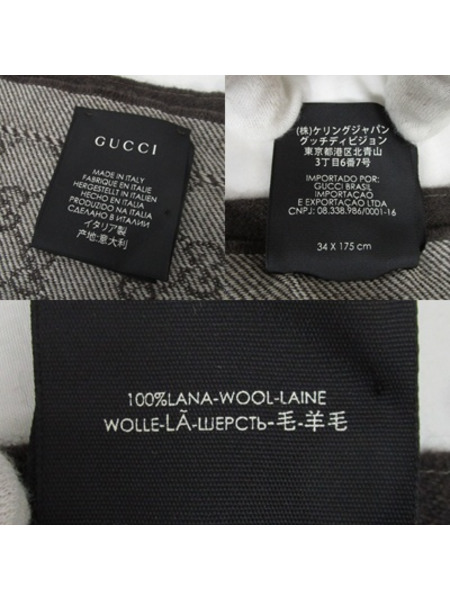 GUCCI
MADE IN ITALY
FABRIQUE EN ITALIE
HERGESTELLT IN ITALIEN
HECHO EN ITALIA
PRODUZIDO NA ITALIA
СДЕЛАНО В ИТАЛИИ
イタリア製
产地:意大利
(株)ケリングジャパン
グッチディビジョン
東京都港区北青山
3丁目6番7号
IMPORTADO POR:
GUCCI BRASIL
IMPORTAÇÃO
E EXPORTAÇÃO LTDA
CNPJ: 08.338.986/0001-16
34 X 175 cm
100%LANA-WOOL-LAINE
WOLLE-LÃ-ШЕРСТЬ-毛-羊毛